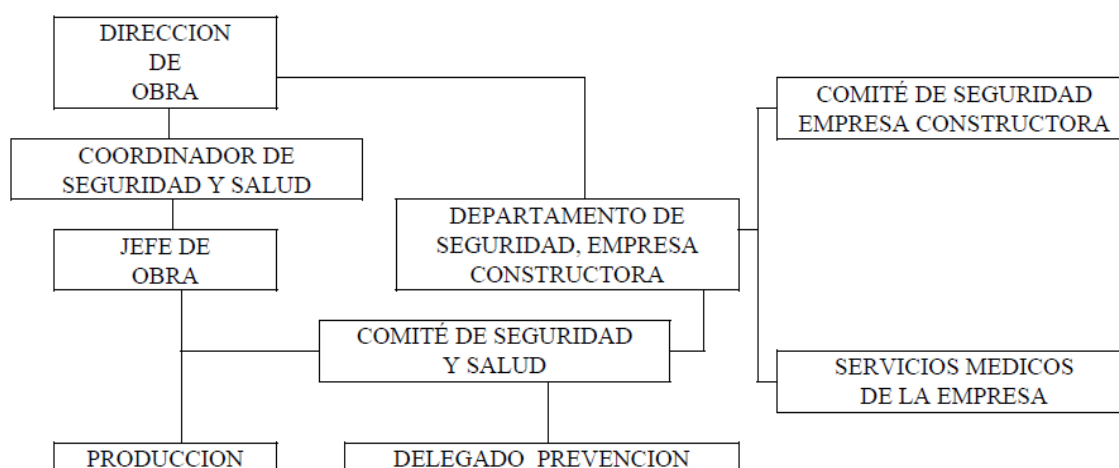 DIRECCION
DE
OBRA
COMITÉ DE SEGURIDAD
EMPRESA CONSTRUCTORA
COORDINADOR DE
SEGURIDAD Y SALUD
DEPARTAMENTO DE
SEGURIDAD, EMPRESA
CONSTRUCTORA
JEFE DE
OBRA
COMITÉ DE SEGURIDAD
Y SALUD
SERVICIOS MEDICOS
DE LA EMPRESA
PRODUCCION
DELEGADO PREVENCION